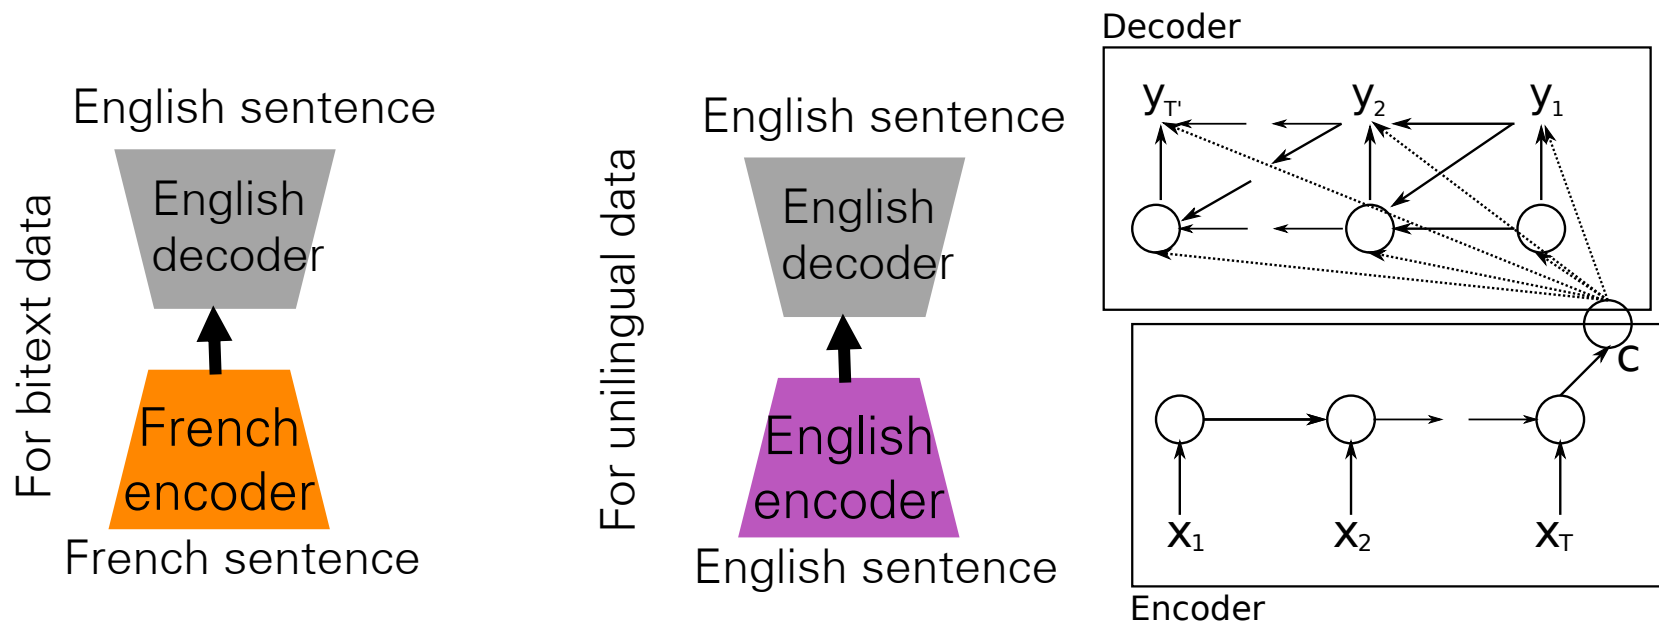 For bitext data
English sentence
English
decoder
French
encoder
French sentence
For unilingual data
English sentence
English
decoder
English
encoder
English sentence
Decoder
yT' y2 y1
c
x1 x2 xT
Encoder